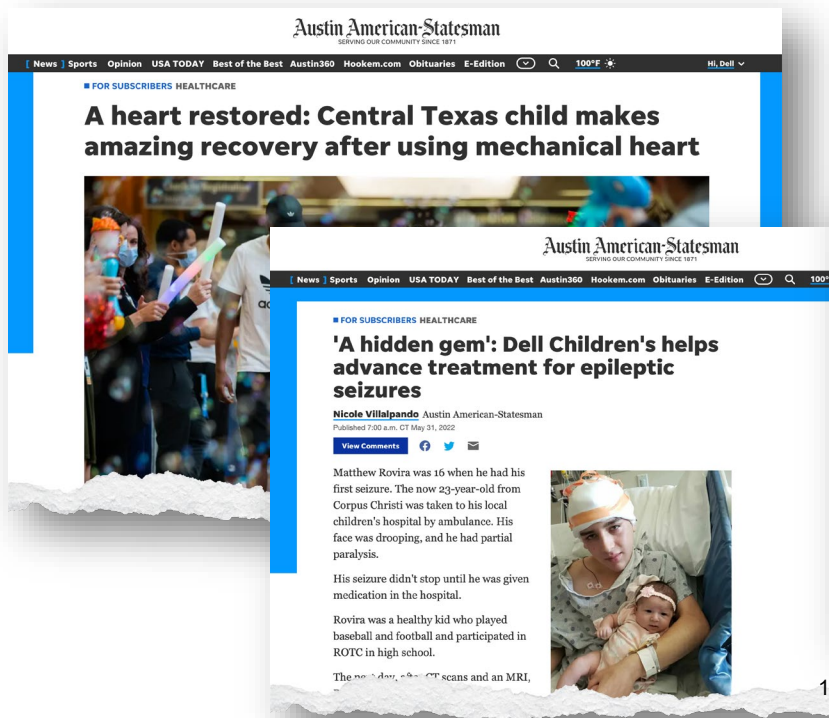 Austin American-Statesman
SERVING OUR COMMUNITY SINCE 1871
[ News ] Sports Opinion USA TODAY Best of the Best Austin360 Hookem.com Obituaries E-Edition 100°F Hi, Dell
FOR SUBSCRIBERS HEALTHCARE
A heart restored: Central Texas child makes
amazing recovery after using mechanical heart
Austin American-Statesman
SERVING OUR COMMUNITY SINCE 1871
[ News ] Sports Opinion USA TODAY Best of the Best Austin360 Hookem.com Obituaries E-Edition 100°
FOR SUBSCRIBERS HEALTHCARE
'A hidden gem': Dell Children's helps
advance treatment for epileptic
seizures
Nicole Villalpando Austin American-Statesman
Published 7:00 a.m. CT May 31, 2022
View Comments
Matthew Rovira was 16 when he had his
first seizure. The now 23-year-old from
Corpus Christi was taken to his local
children's hospital by ambulance. His
face was drooping, and he had partial
paralysis.
His seizure didn't stop until he was given
medication in the hospital.
Rovira was a healthy kid who played
baseball and football and participated in
ROTC in high school.
The day, CT scans and an MRI,
1